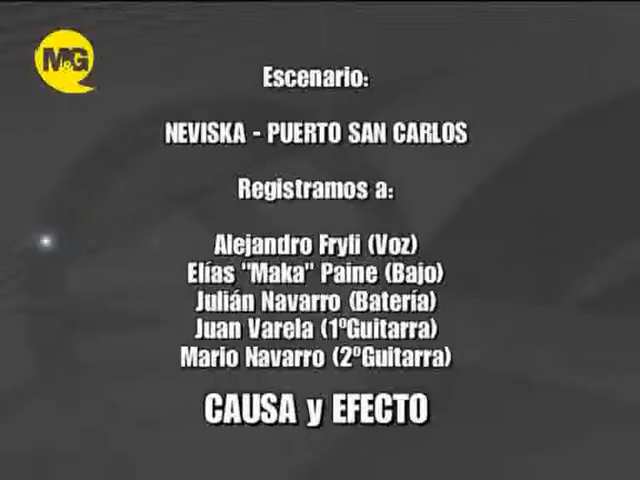 M&G
Escenario:
NEVISKA - PUERTO SAN CARLOS
Registramos a:
Alejandro Fryli (Voz)
Elías "Maka" Paine (Bajo)
Julián Navarro (Batería)
Juan Varela (1ºGuitarra)
Mario Navarro (2ºGuitarra)
CAUSA y EFECTO